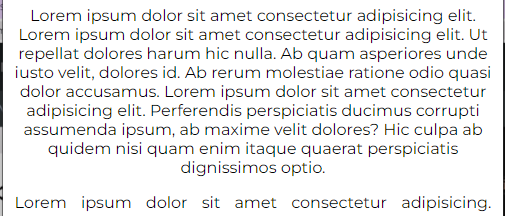 Lorem ipsum dolor sit amet consectetur adipisicing elit.
Lorem ipsum dolor sit amet consectetur adipisicing elit. Ut
repellat dolores harum hic nulla. Ab quam asperiores unde
iusto velit, dolores id. Ab rerum molestiae ratione odio quasi
dolor accusamus. Lorem ipsum dolor sit amet consectetur
adipisicing elit. Perferendis perspiciatis ducimus corrupti
assumenda ipsum, ab maxime velit dolores? Hic culpa ab
quidem nisi quam enim itaque quaerat perspiciatis
dignissimos optio.
Lorem ipsum dolor sit amet consectetur adipisicing.